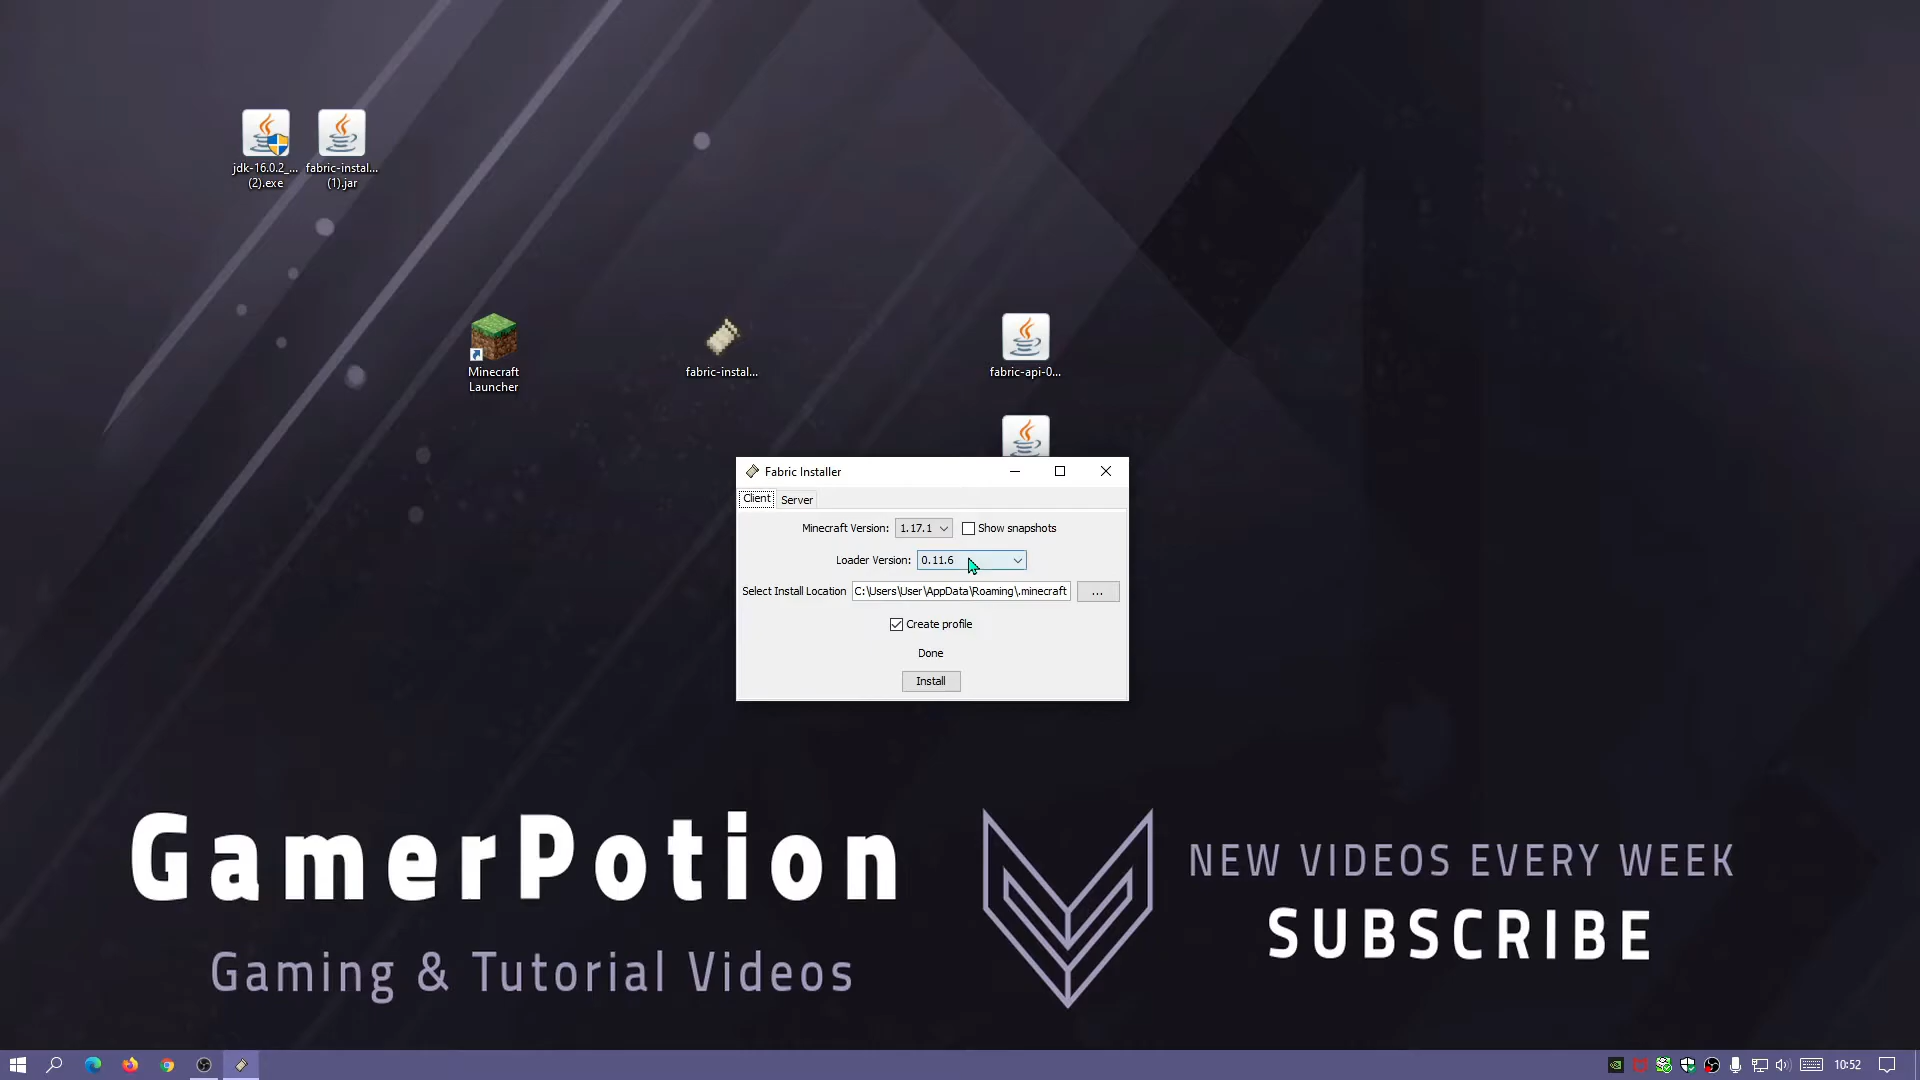 jdk-16.0.2_...
(2).exe
fabric-instal...
(1).jar
Minecraft
Launcher
fabric-instal...
fabric-api-0...
Fabric Installer
Client
Server
Minecraft Version:
1.17.1
Show snapshots
Loader Version:
0.11.6
Select Install Location
C:\Users\User\AppData\Roaming\.minecraft
...
Create profile
Done
Install
GamerPotion
Gaming & Tutorial Videos
NEW VIDEOS EVERY WEEK
SUBSCRIBE
10:52